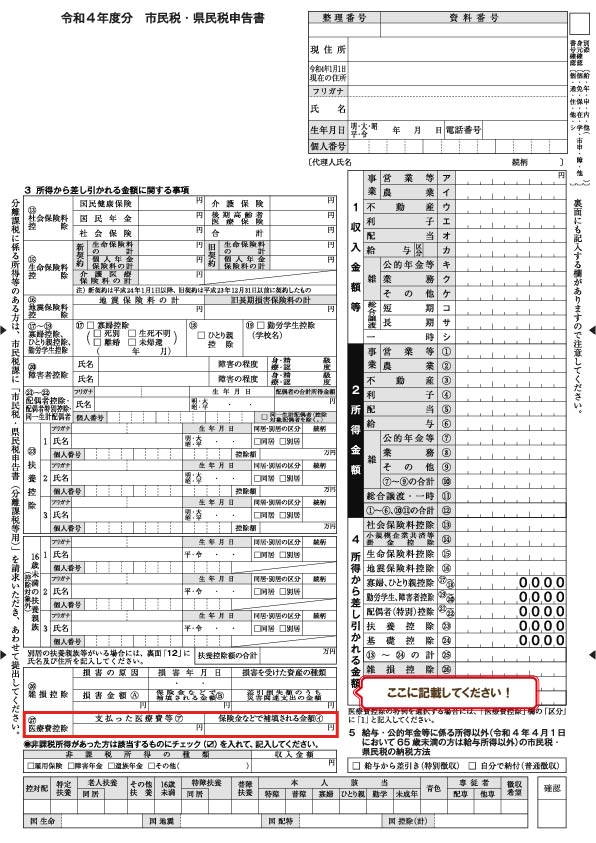 令和4年度分 市民税・県民税申告書
整理番号
資料番号
現住所
令和4年1月1日
現在の住所
フリガナ
氏名
生年月日
明・大・昭
平・令
年 月 日
電話番号
個人番号
〔代理人氏名 続柄 〕
裏面にも記入する欄がありますので注意してください。
分離課税に係る所得等のある方は、市民税課に「市民税・県民税申告書(分離課税等用)」を請求いただき、あわせて提出してください。
3 所得から差し引かれる金額に関する事項
⑬
社会保険料
控除
国民健康保険 円
介護保険 円
国民年金
後期高齢者
医療保険
社会保険
合計
⑮
生命保険料
控除
新契約
生命保険料
の計
旧契約
生命保険料
の計
個人年金
保険料の計
個人年金
保険料の計
介護医療
保険料の計
注)新契約は平成24年1月1日以降、旧契約は平成23年12月31日以前に契約したもの
⑯
地震保険料
控除
地震保険料の計
旧長期損害保険料の計
⑰~⑲
寡婦控除、
ひとり親控除、
勤労学生控除
⑰ □ 寡婦控除
□ 死別 □ 生死不明
□ 離婚 □ 未帰還
( 年 月)
⑱
□ ひとり親
控除
⑲ □ 勤労学生控除
(学校名)
⑳
障害者控除
氏名
障害の程度
身・精
療・認
級
度
氏名
障害の程度
身・精
療・認
級
度
㉑~㉒
配偶者控除・
配偶者特別控除・
同一生計配偶者
フリガナ
生年月日
配偶者の合計所得金額
氏名
明・大
昭・平
円
個人番号
□ 同一生計配偶者(控除
対象配偶者を除く。)
㉓
扶養控除
フリガナ
生年月日
同居・別居の区分
続柄
1 氏名
明・大
昭・平
□同居 □別居
個人番号
控除額 万円
フリガナ
生年月日
同居・別居の区分
続柄
2 氏名
明・大
昭・平
□同居 □別居
個人番号
控除額 万円
フリガナ
生年月日
同居・別居の区分
続柄
3 氏名
明・大
昭・平
□同居 □別居
個人番号
控除額 万円
16歳未満の扶養親族
(控除対象外)
フリガナ
生年月日
同居・別居の区分
続柄
1 氏名
平・令
□同居 □別居
個人番号
フリガナ
生年月日
同居・別居の区分
続柄
2 氏名
平・令
□同居 □別居
個人番号
フリガナ
生年月日
同居・別居の区分
続柄
3 氏名
平・令
□同居 □別居
個人番号
別居の扶養親族等がいる場合には、裏面「12」に
氏名及び住所を記入してください。
扶養控除額の合計 万円
㉖
雑損控除
損害の原因
損害年月日
損害を受けた資産の種類
損害金額 Ⓐ
保険金などで
補填される金額Ⓑ
差引損失額のうち
災害関連支出の金額
㉗
医療費控除
支払った医療費等㋐ 円
保険金などで補填される金額㋑ 円
◉非課税所得があった方は該当するものにチェック(☑)を入れて、記入してください。
非課税所得の種類
収入金額
□雇用保険 □障害年金 □遺族年金 □その他( )
円
1 収入金額等
事業
営業等 ア 円
農業 イ
不動産 ウ
利子 エ
配当 オ
給与 区分 カ
雑
公的年金等 キ
業務 ク
その他 ケ
総合譲渡
短期 コ
長期 サ
一時 シ
2 所得金額
事業
営業等 ①
農業 ②
不動産 ③
利子 ④
配当 ⑤
給与 ⑥
雑
公的年金等 ⑦
業務 ⑧
その他 ⑨
⑦~⑨の合計 ⑩
総合譲渡・一時 ⑪
①~⑥、⑩⑪の合計 ⑫
4 所得から差し引かれる金額
社会保険料控除 ⑬
小規模企業共済等
掛金控除 ⑭
生命保険料控除 ⑮
地震保険料控除 ⑯
寡婦、ひとり親控除 ⑰~⑱ 0000
勤労学生、障害者控除 ⑲~⑳ 0000
配偶者(特別)控除 ㉑~㉒ 0000
扶養控除 ㉓ 0000
基礎控除 ㉔ 0000
⑬~㉔の計 ㉕
雑損控除 ㉖
ここに記載してください!
医療費控除の特例を選択する場合には、「医療費控除」欄の「区分」
に「1」と記入してください。
5 給与・公的年金等に係る所得以外(令和4年4月1日
において65歳未満の方は給与所得以外)の市民税・
県民税の納税方法
□ 給与から差引き(特別徴収) □ 自分で納付(普通徴収)
控対配
特定
扶養
老人扶養
同居
その他
扶養
16歳
未満
特障扶養
同居
普障
扶養
本人該当
特障
普障
寡婦
ひとり親
勤学
未成年
青色
専従者
配専
他専
徴収
希望
確認
国 生命
国 地震
国 配特
国 控除(計)